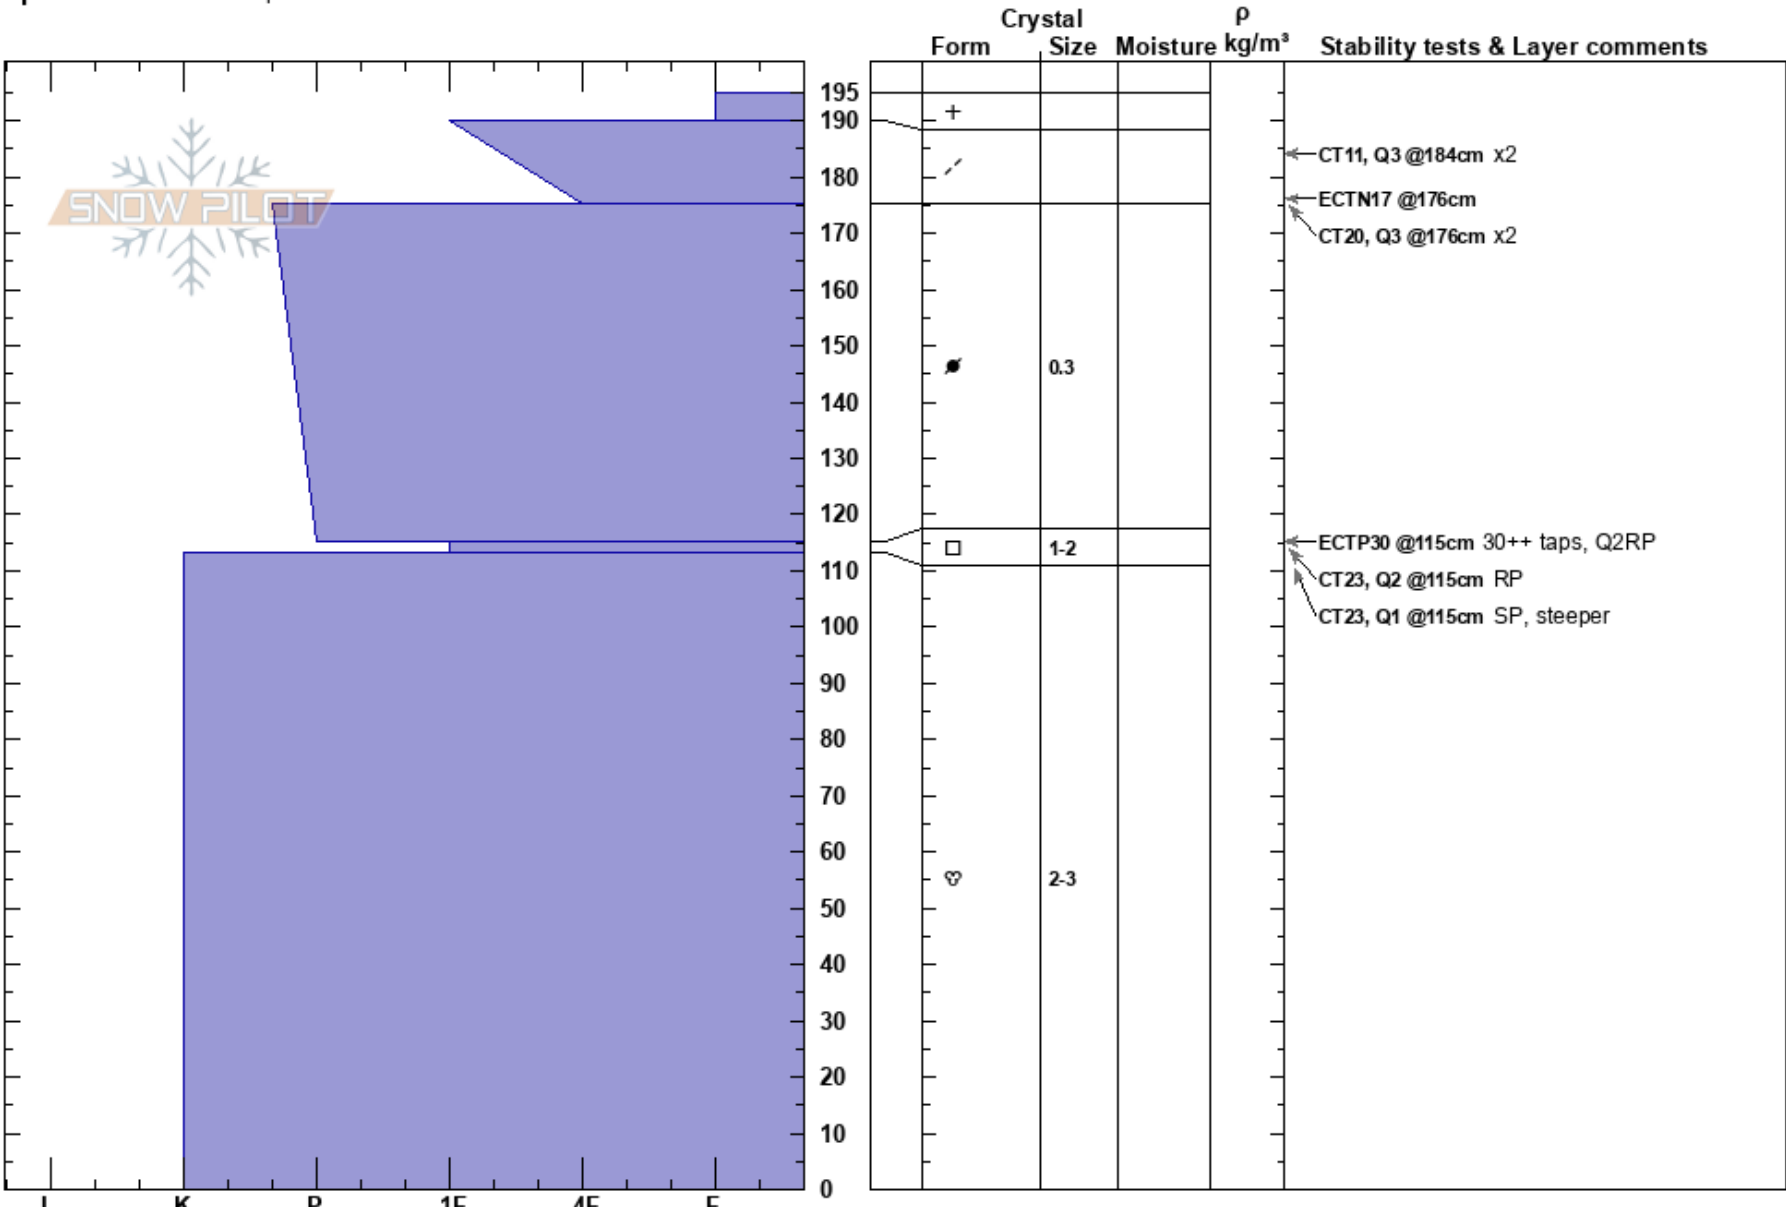 Crystal ρ
Form Size Moisture kg/m³ Stability tests & Layer comments
195
190
180
170
160
150
140
130
120
110
100
90
80
70
60
50
40
30
20
10
0
SNOW PILOT
CT11, Q3 @184cm x2
ECTN17 @176cm
CT20, Q3 @176cm x2
0.3
ECTP30 @115cm 30++ taps, Q2RP
1-2
CT23, Q2 @115cm RP
CT23, Q1 @115cm SP, steeper
2-3
I K P 1F 4F F